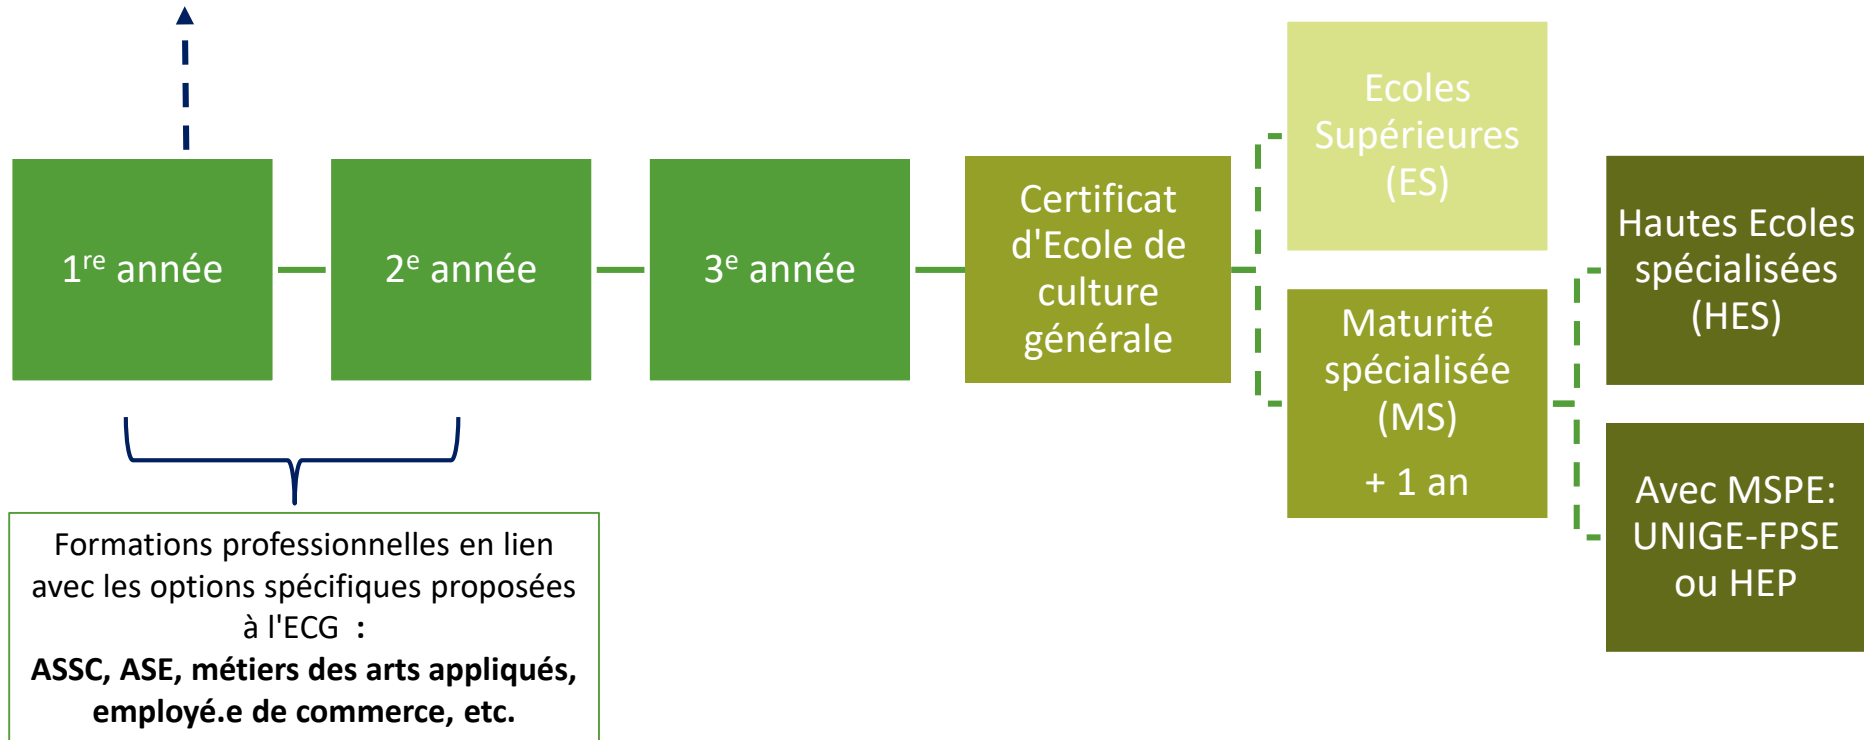 1re année
2e année
3e année
Certificat
d'Ecole de
culture
générale
Ecoles
Supérieures
(ES)
Maturité
spécialisée
(MS)
+ 1 an
Hautes Ecoles
spécialisées
(HES)
Avec MSPE:
UNIGE-FPSE
ou HEP
Formations professionnelles en lien
avec les options spécifiques proposées
à l'ECG :
ASSC, ASE, métiers des arts appliqués,
employé.e de commerce, etc.